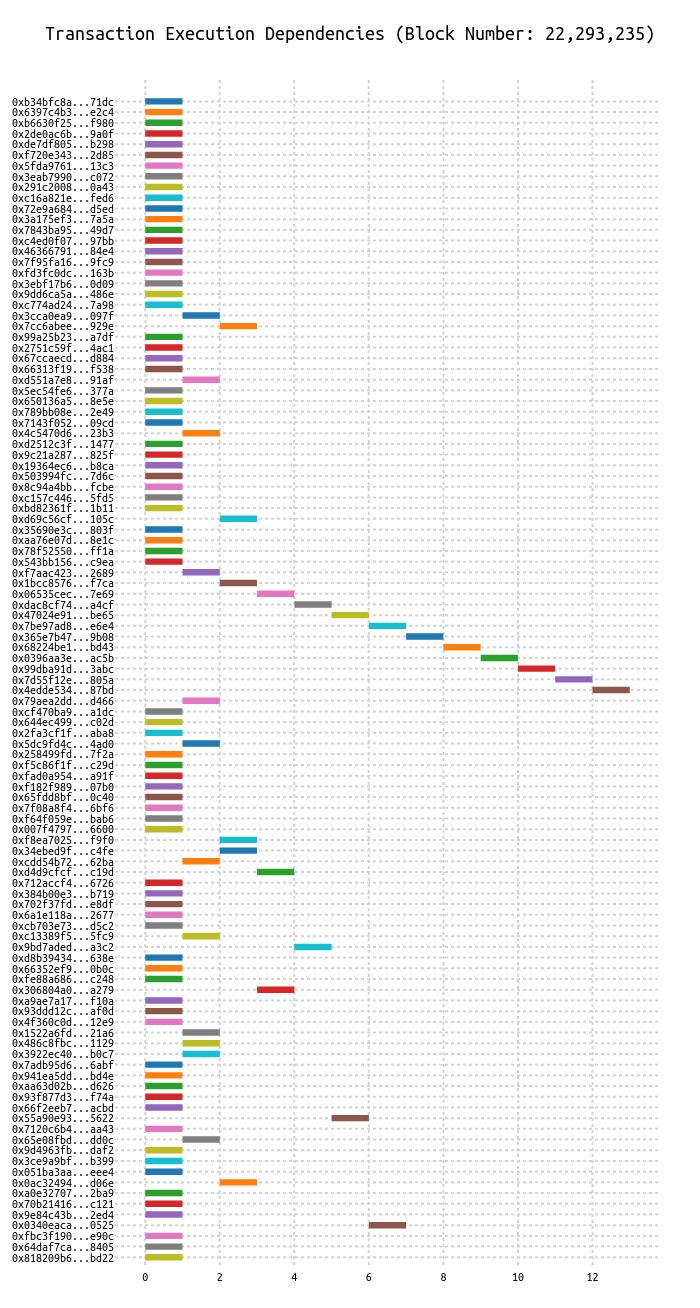 Transaction Execution Dependencies (Block Number: 22,293,235)
0xb34bfc8a...71dc
0x6397c4b3...e2c4
0xb6630f25...f980
0x2de0ac6b...9a0f
0xde7df805...b298
0xf720e343...2d85
0x5fda9761...13c3
0x3eab7990...c072
0x291c2008...0a43
0xc16a821e...fed6
0x72e9a684...d5ed
0x3a175ef3...7a5a
0x7843ba95...49d7
0xc4ed0f07...97bb
0x46366791...84e4
0x7f95fa16...9fc9
0xfd3fc0dc...163b
0x3ebf17b6...0d09
0x9dd6ca5a...486e
0xc774ad24...7a98
0x3cca0ea9...097f
0x7cc6abee...929e
0x99a25b23...a7df
0x2751c59f...4ac1
0x67ccaecd...d884
0x66313f19...f538
0xd551a7e8...91af
0x5ec54fe6...377a
0x650136a5...8e5e
0x789bb08e...2e49
0x7143f052...09cd
0x4c5470d6...23b3
0xd2512c3f...1477
0x9c21a287...825f
0x19364ec6...b8ca
0x503994fc...7d6c
0x8c94a4bb...fcbe
0xc157c446...5fd5
0xbd82361f...1b11
0xd69c56cf...105c
0x35690e3c...803f
0xaa76e07d...8e1c
0x78f52550...ff1a
0x543bb156...c9ea
0xf7aac423...2689
0x1bcc8576...f7ca
0x06535cec...7e69
0xdac8cf74...a4cf
0x47024e91...be65
0x7be97ad8...e6e4
0x365e7b47...9b08
0x68224be1...bd43
0x0396aa3e...ac5b
0x99dba91d...3abc
0x7d55f12e...805a
0x4edde534...87bd
0x79aea2dd...d466
0xcf470ba9...a1dc
0x644ec499...c02d
0x2fa3cf1f...aba8
0x5dc9fd4c...4ad0
0x258499fd...7f2a
0xf5c86f1f...c29d
0xfad0a954...a91f
0xf182f989...07b0
0x65fdd8bf...0c40
0x7f08a8f4...6bf6
0xf64f059e...bab6
0x007f4797...6600
0xf8ea7025...f9f0
0x34ebed9f...c4fe
0xcdd54b72...62ba
0xd4d9cfcf...c19d
0x712accf4...6726
0x384b00e3...b719
0x702f37fd...e8df
0x6a1e118a...2677
0xcb703e73...d5c2
0xc13389f5...5fc9
0x9bd7aded...a3c2
0xd8b39434...638e
0x66352ef9...0b0c
0xfe88a686...c248
0x306804a0...a279
0xa9ae7a17...f10a
0x93ddd12c...af0d
0x4f360c0d...12e9
0x1522a6fd...21a6
0x486c8fbc...1129
0x3922ec40...b0c7
0x7adb95d6...6abf
0x941ea5dd...bd4e
0xaa63d02b...d626
0x93f877d3...f74a
0x66f2eeb7...acbd
0x55a90e93...5622
0x7120c6b4...aa43
0x65e08fbd...dd0c
0x9d4963fb...daf2
0x3ce9a9bf...b399
0x051ba3aa...eee4
0x0ac32494...d06e
0xa0e32707...2ba9
0x70b21416...c121
0x9e84c43b...2ed4
0x0340eaca...0525
0xfbc3f190...e90c
0x64daf7ca...8405
0x818209b6...bd22
0 2 4 6 8 10 12